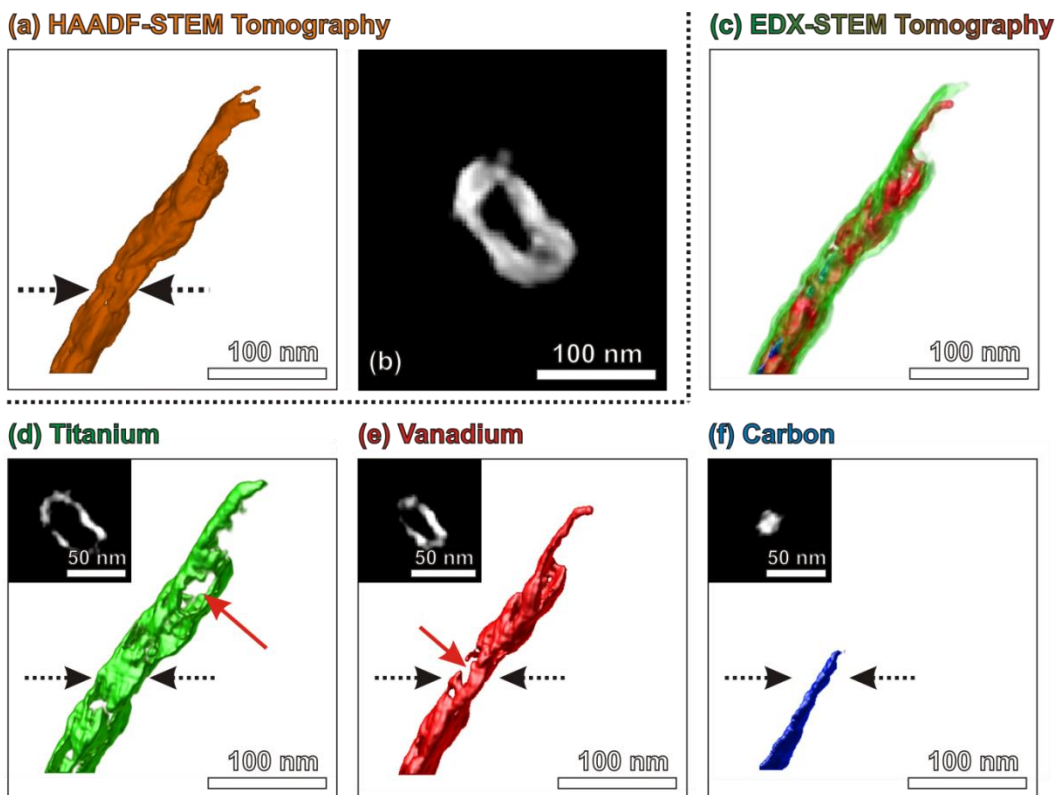 (a) HAADF-STEM Tomography
(c) EDX-STEM Tomography
100 nm
(b)
100 nm
100 nm
(d) Titanium
(e) Vanadium
(f) Carbon
50 nm
50 nm
50 nm
100 nm
100 nm
100 nm